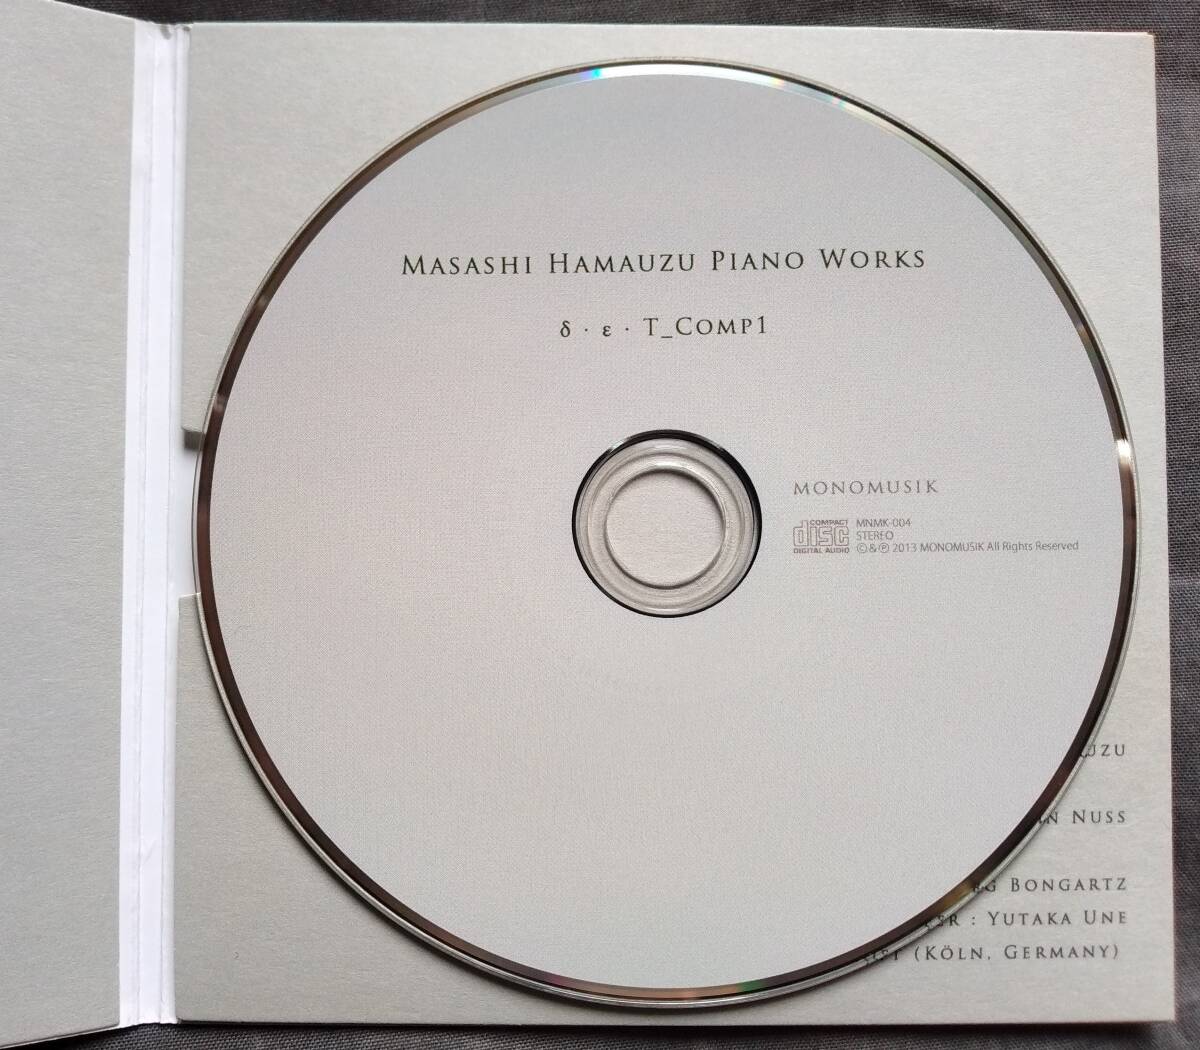 MASASHI HAMAUZU PIANO WORKS
δ · ε · T_COMP1
MONOMUSIK
COMPACT
disc
DIGITAL AUDIO
MNMK-004
STEREO
©&℗ 2013 MONOMUSIK All Rights Reserved
NUSS
BONGARTZ
: YUTAKA UNE
(KÖLN, GERMANY)